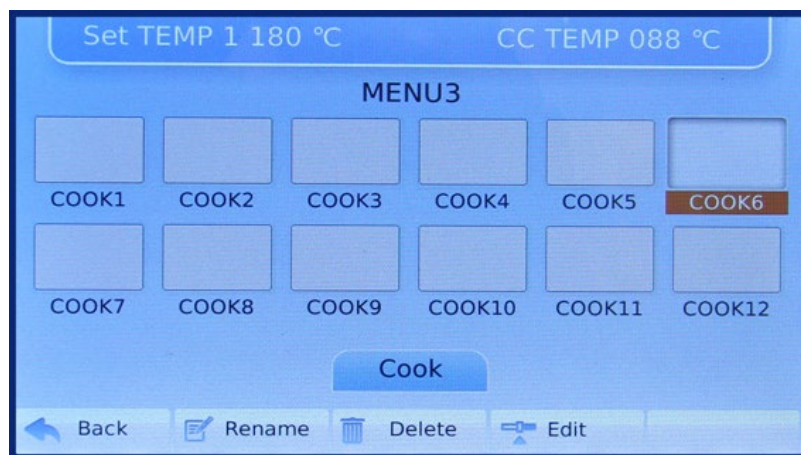 Set TEMP 1 180 °C CC TEMP 088 °C
MENU3
COOK1 COOK2 COOK3 COOK4 COOK5 COOK6
COOK7 COOK8 COOK9 COOK10 COOK11 COOK12
Cook
Back Rename Delete Edit